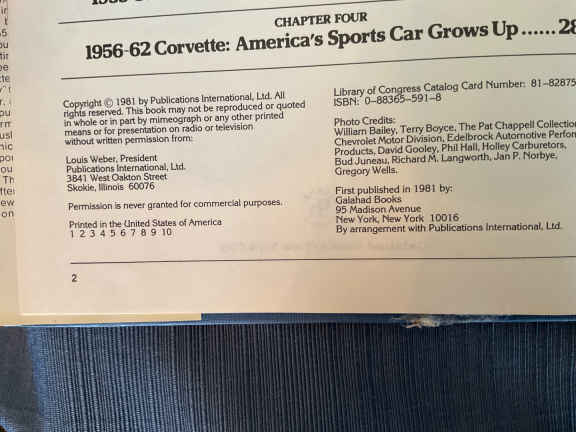 CHAPTER FOUR
1956-62 Corvette: America's Sports Car Grows Up......28
Copyright © 1981 by Publications International, Ltd. All
rights reserved. This book may not be reproduced or quoted
in whole or in part by mimeograph or any other printed
means or for presentation on radio or television
without written permission from:
Louis Weber, President
Publications International, Ltd.
3841 West Oakton Street
Skokie, Illinois 60076
Permission is never granted for commercial purposes.
Printed in the United States of America
1 2 3 4 5 6 7 8 9 10
Library of Congress Catalog Card Number: 81-82875
ISBN: 0-88365-591-8
Photo Credits:
William Bailey, Terry Boyce, The Pat Chappell Collection
Chevrolet Motor Division, Edelbrock Automotive Perfor
Products, David Gooley, Phil Hall, Holley Carburetors,
Bud Juneau, Richard M. Langworth, Jan P. Norbye,
Gregory Wells.
First published in 1981 by:
Galahad Books
95 Madison Avenue
New York, New York 10016
By arrangement with Publications International, Ltd.
2